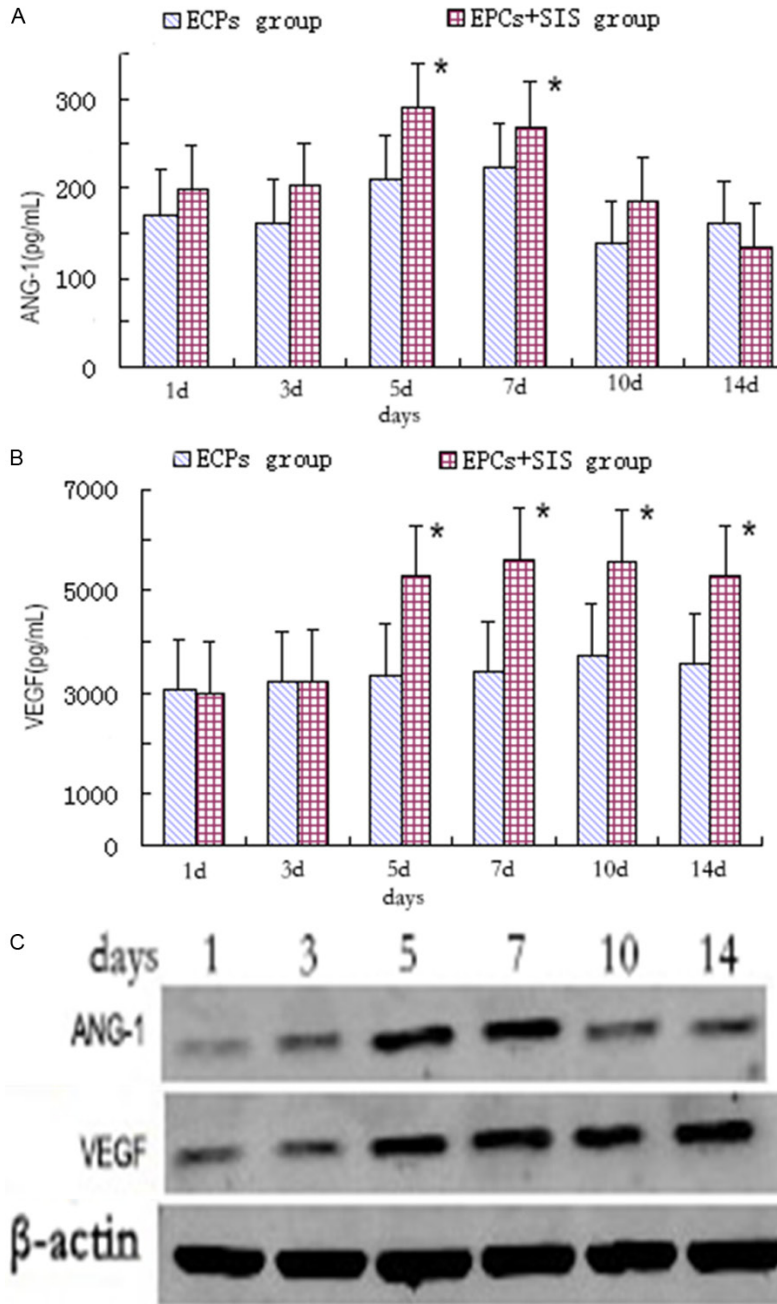 A
ECPs group EPCs+SIS group
300
200
100
0
ANG-1(pg/mL)
1d 3d 5d 7d 10d 14d
days
* *
B
ECPs group EPCs+SIS group
7000
5000
3000
1000
0
VEGF(pg/mL)
1d 3d 5d 7d 10d 14d
days
* * * *
C
days 1 3 5 7 10 14
ANG-1
VEGF
β-actin